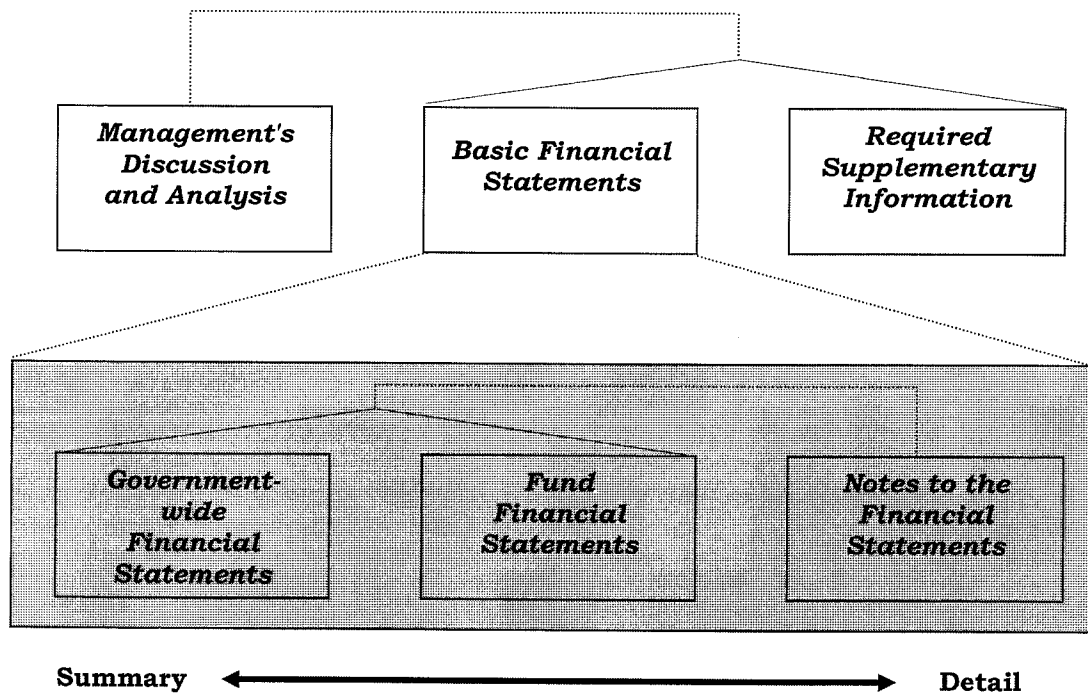 Management's
Discussion
and Analysis
Basic Financial
Statements
Required
Supplementary
Information
Government-
wide
Financial
Statements
Fund
Financial
Statements
Notes to the
Financial
Statements
Summary
Detail